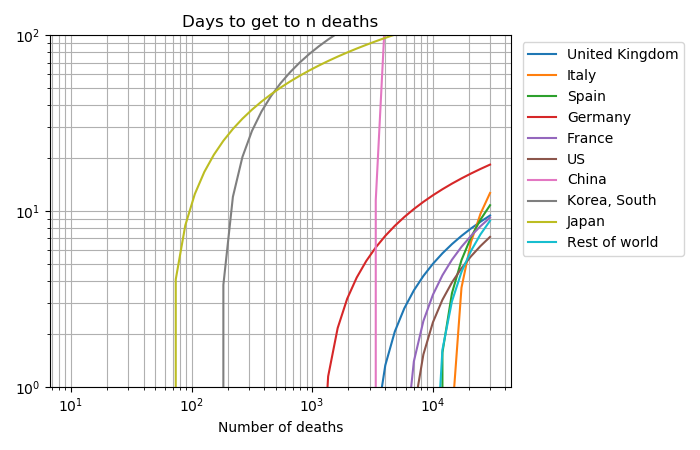 Days to get to n deaths
10²
10¹
10⁰
10¹
10²
10³
10⁴
Number of deaths
United Kingdom
Italy
Spain
Germany
France
US
China
Korea, South
Japan
Rest of world